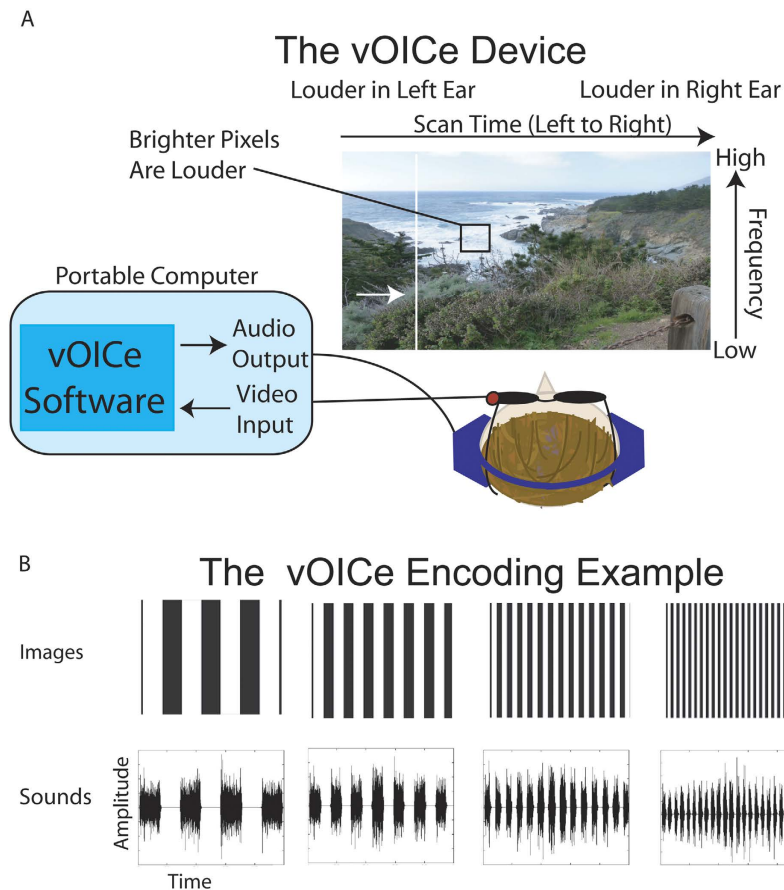 A
The vOICe Device
Louder in Left Ear
Louder in Right Ear
Scan Time (Left to Right)
Brighter Pixels
Are Louder
High
Frequency
Low
Portable Computer
vOICe
Software
Audio
Output
Video
Input
B
The vOICe Encoding Example
Images
Sounds
Amplitude
Time